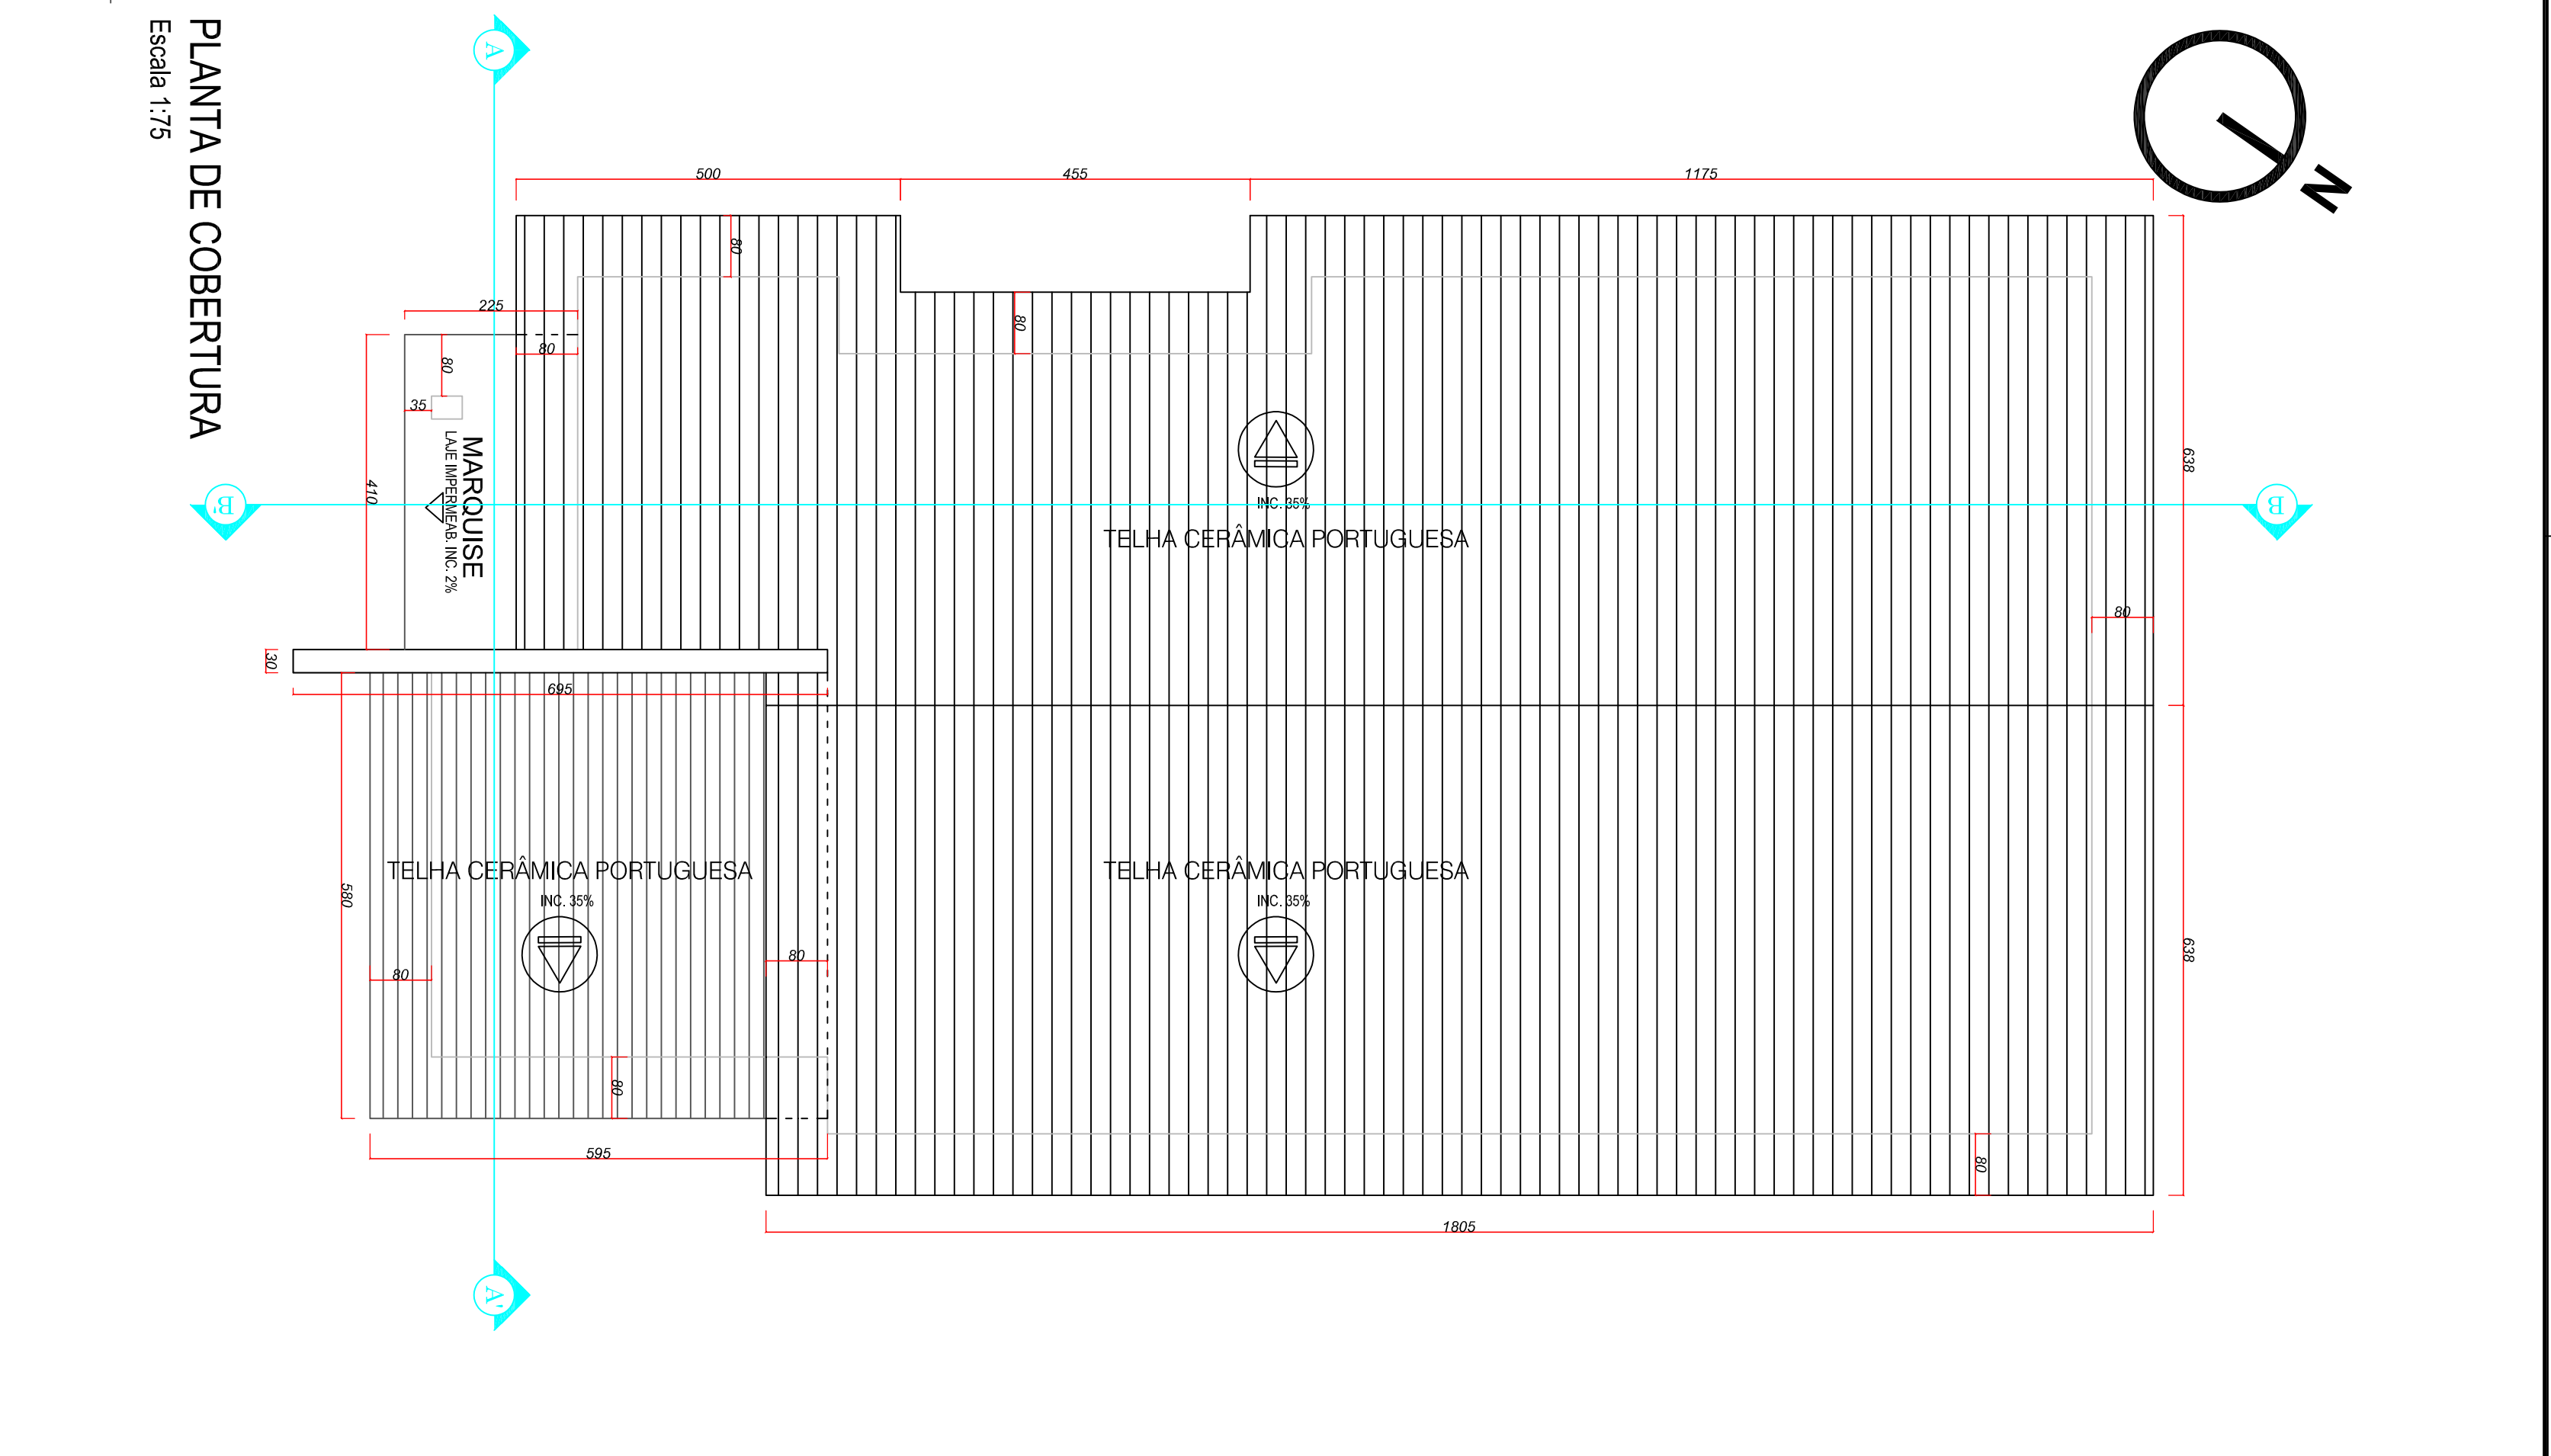 PLANTA DE COBERTURA
Escala 1:75
A
N
500
455
1175
80
225
80
80
80
35
MARQUISE
LAJE IMPERMEAB. INC. 2%
410
638
B'
B
INC. 35%
TELHA CERÂMICA PORTUGUESA
80
30
695
TELHA CERÂMICA PORTUGUESA
INC. 35%
TELHA CERÂMICA PORTUGUESA
INC. 35%
580
638
80
80
80
595
80
1805
A'